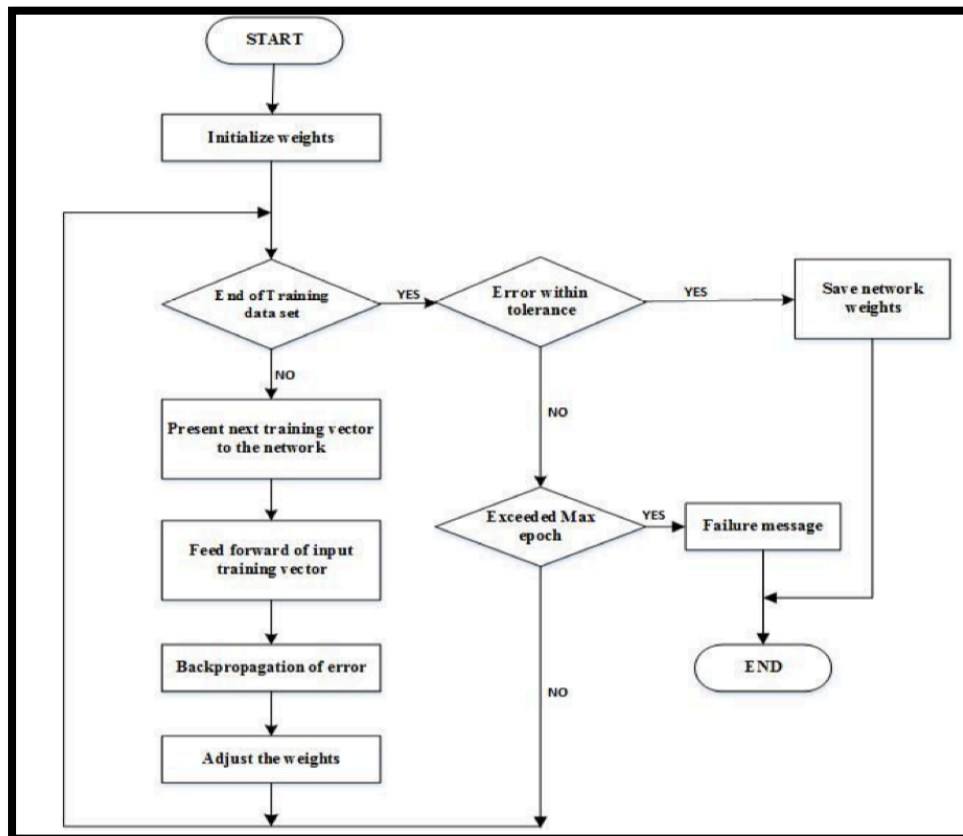 START
Initialize weights
End of Training
data set
YES
Error within
tolerance
YES
Save network
weights
NO
Present next training vector
to the network
NO
Exceeded Max
epoch
YES
Failure message
Feed forward of input
training vector
Backpropagation of error
END
NO
Adjust the weights